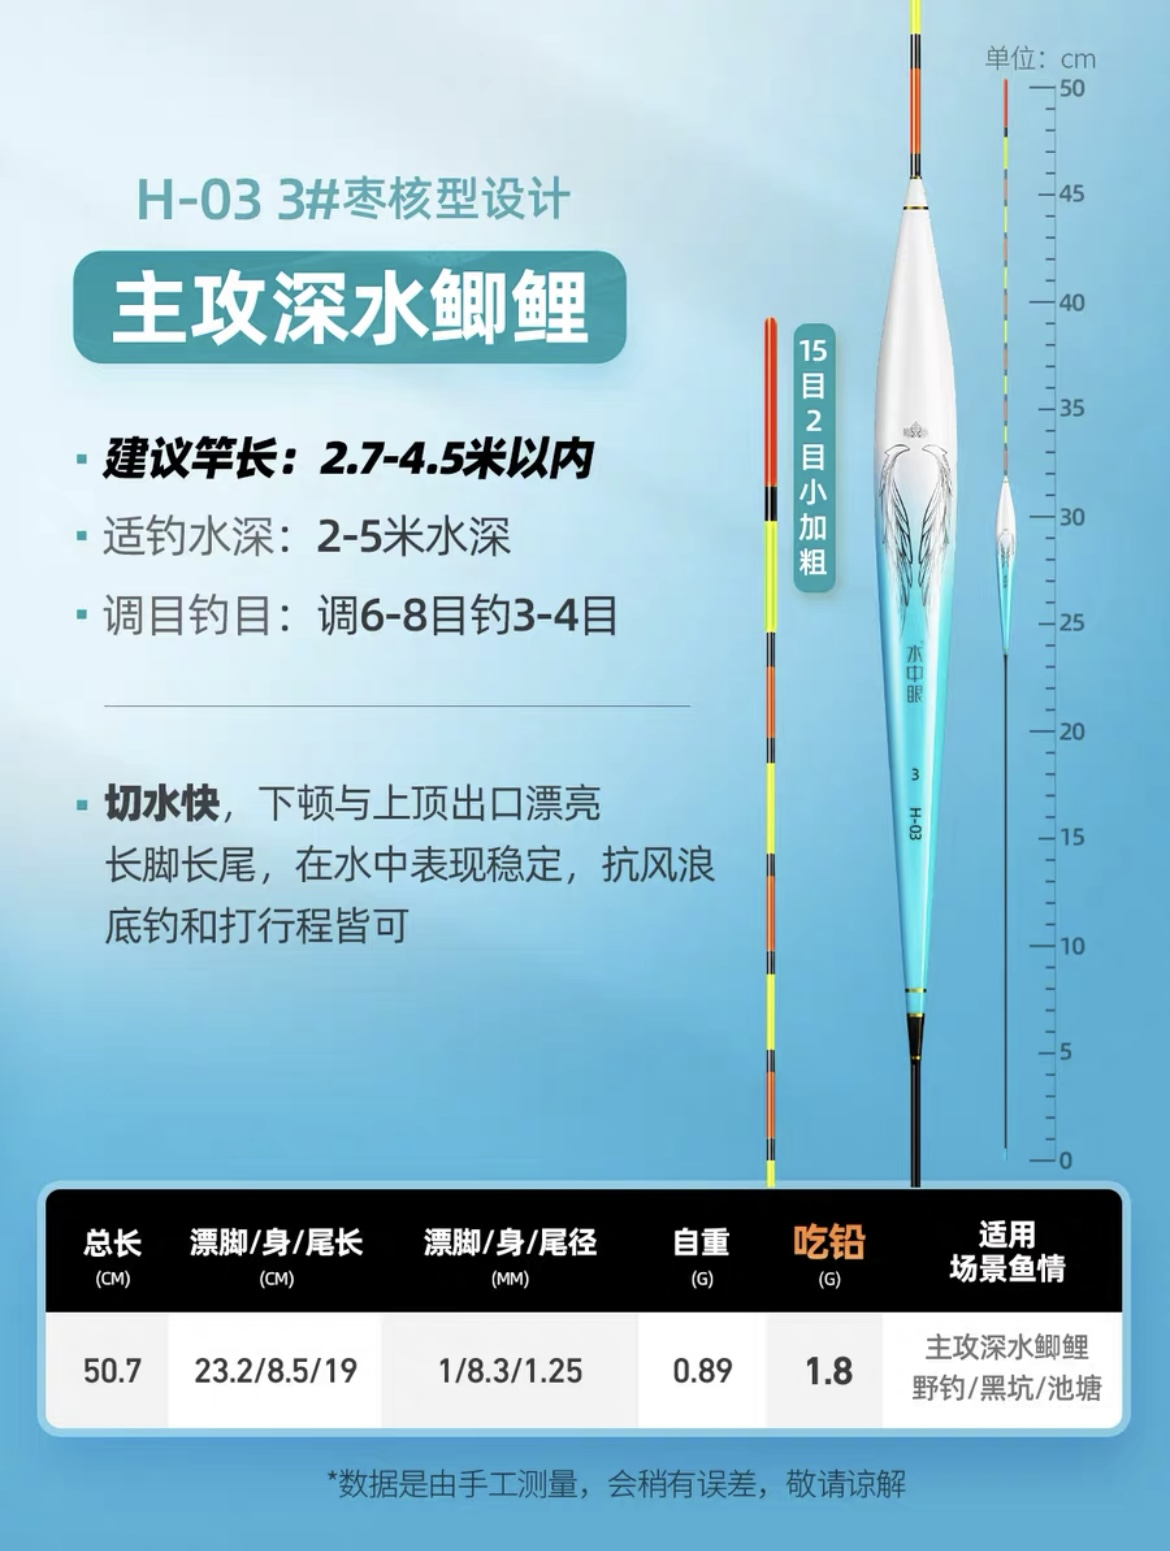 单位：cm
H-03 3#枣核型设计
主攻深水鲫鲤
建议竿长：2.7-4.5米以内
适钓水深：2-5米水深
调目钓目：调6-8目钓3-4目
切水快，下顿与上顶出口漂亮
长脚长尾，在水中表现稳定，抗风浪
底钓和打行程皆可
15目2目小加粗
水中眼
3
H-03
50
45
40
35
30
25
20
15
10
5
0
总长 漂脚/身/尾长 漂脚/身/尾径 自重 吃铅 适用
场景鱼情
(CM) (CM) (MM) (G) (G)
50.7 23.2/8.5/19 1/8.3/1.25 0.89 1.8 主攻深水鲫鲤
野钓/黑坑/池塘
*数据是由手工测量，会稍有误差，敬请谅解